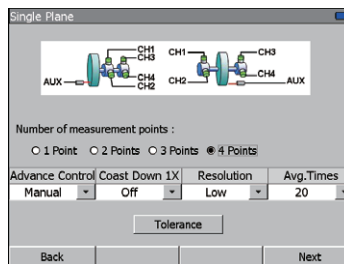 Single Plane
CH1
CH3
CH4
CH2
AUX
CH1
CH3
CH2
CH4
AUX
Number of measurement points :
1 Point 2 Points 3 Points 4 Points
Advance Control Coast Down 1X Resolution Avg.Times
Manual Off Low 20
Tolerance
Back Next